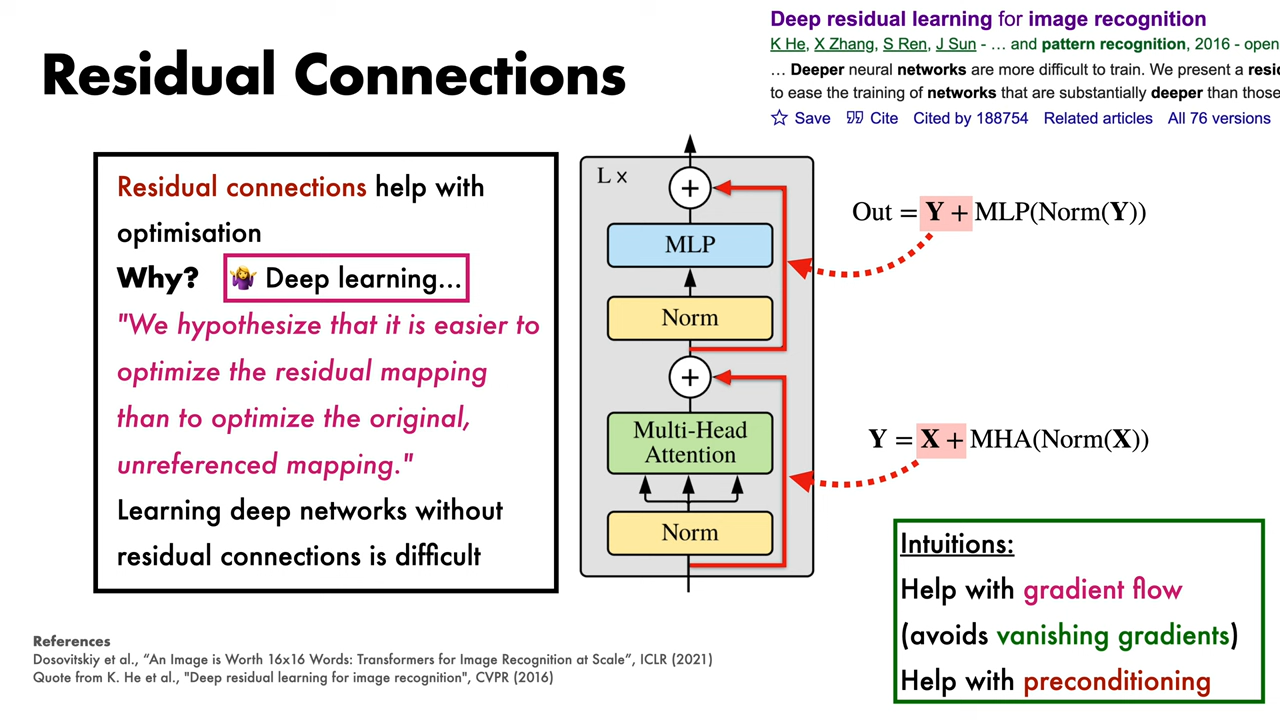 Deep residual learning for image recognition
K He, X Zhang, S Ren, J Sun - … and pattern recognition, 2016 - open
… Deeper neural networks are more difficult to train. We present a resid
to ease the training of networks that are substantially deeper than those
Save Cite Cited by 188754 Related articles All 76 versions
Residual Connections
Residual connections help with
optimisation
Why? 🤷‍♀️ Deep learning...
"We hypothesize that it is easier to
optimize the residual mapping
than to optimize the original,
unreferenced mapping."
Learning deep networks without
residual connections is difficult
L x
+
MLP
Norm
+
Multi-Head
Attention
Norm
Out = Y + MLP(Norm(Y))
Y = X + MHA(Norm(X))
Intuitions:
Help with gradient flow
(avoids vanishing gradients)
Help with preconditioning
References
Dosovitskiy et al., “An Image is Worth 16x16 Words: Transformers for Image Recognition at Scale”, ICLR (2021)
Quote from K. He et al., "Deep residual learning for image recognition", CVPR (2016)